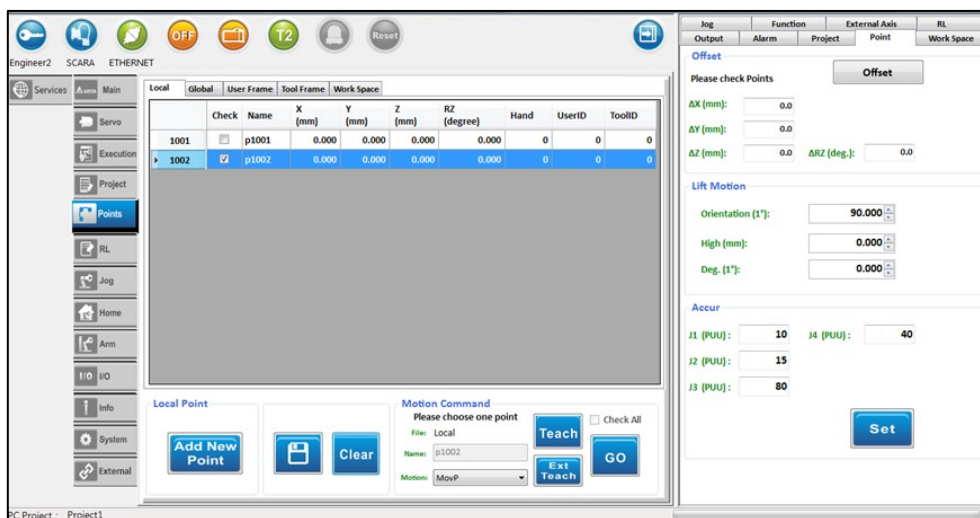 OFF
T2
Reset
Engineer2 SCARA ETHERNET
Services
Main
Servo
Execution
Project
Points
RL
Jog
Home
Arm
I/O I/O
Info
System
External
Local Global User Frame Tool Frame Work Space
Check Name X (mm) Y (mm) Z (mm) RZ (degree) Hand UserID ToolID
1001 p1001 0.000 0.000 0.000 0.000 0 0 0
1002 p1002 0.000 0.000 0.000 0.000 0 0 0
Local Point
Add New Point
Clear
Motion Command
Please choose one point
File: Local
Name: p1002
Motion: MovP
Teach
Ext Teach
Check All
GO
PC Project : Project1
Jog Function External Axis RL
Output Alarm Project Point Work Space
Offset
Please check Points
Offset
ΔX (mm): 0.0
ΔY (mm): 0.0
ΔZ (mm): 0.0 ΔRZ (deg.): 0.0
Lift Motion
Orientation (1°): 90.000
High (mm): 0.000
Deg. (1°): 0.000
Accur
J1 (PUU) : 10 J4 (PUU) : 40
J2 (PUU) : 15
J3 (PUU) : 80
Set